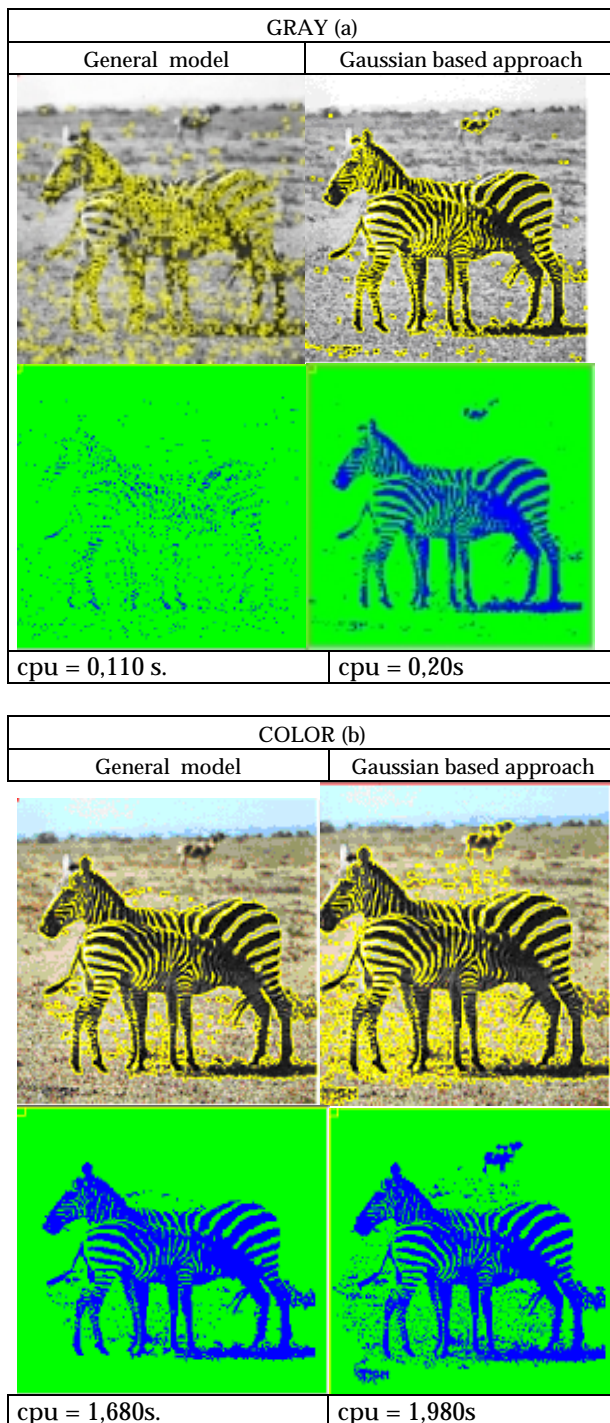 GRAY (a)
General model
Gaussian based approach
cpu = 0,110 s.
cpu = 0,20s
COLOR (b)
General model
Gaussian based approach
cpu = 1,680s.
cpu = 1,980s